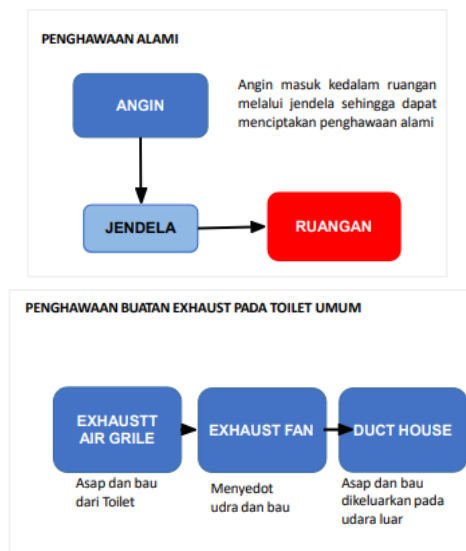 PENGHAWAAN ALAMI
ANGIN
Angin masuk kedalam ruangan
melalui jendela sehingga dapat
menciptakan penghawaan alami
JENDELA
RUANGAN
PENGHAWAAN BUATAN EXHAUST PADA TOILET UMUM
EXHAUSTT
AIR GRILE
EXHAUST FAN
DUCT HOUSE
Asap dan bau
dari Toilet
Menyedot
udra dan bau
Asap dan bau
dikeluarkan pada
udara luar